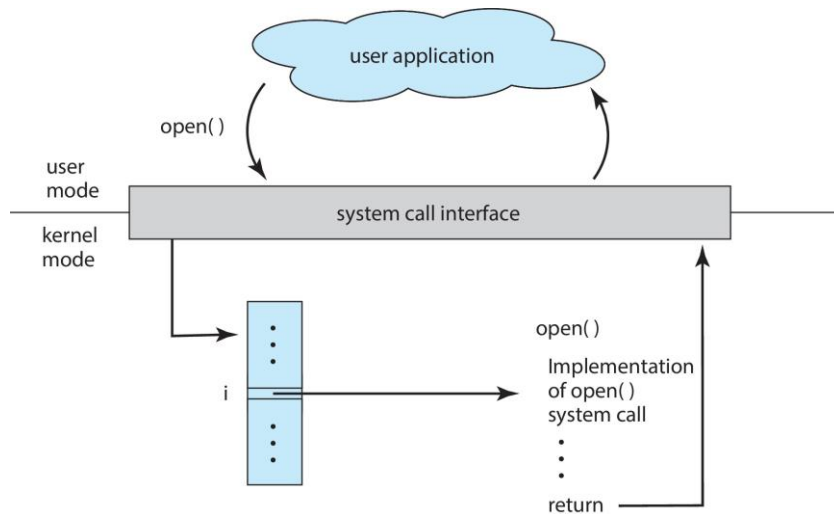 user application
open( )
user
mode
system call interface
kernel
mode
open( )
i
Implementation
of open( )
system call
return